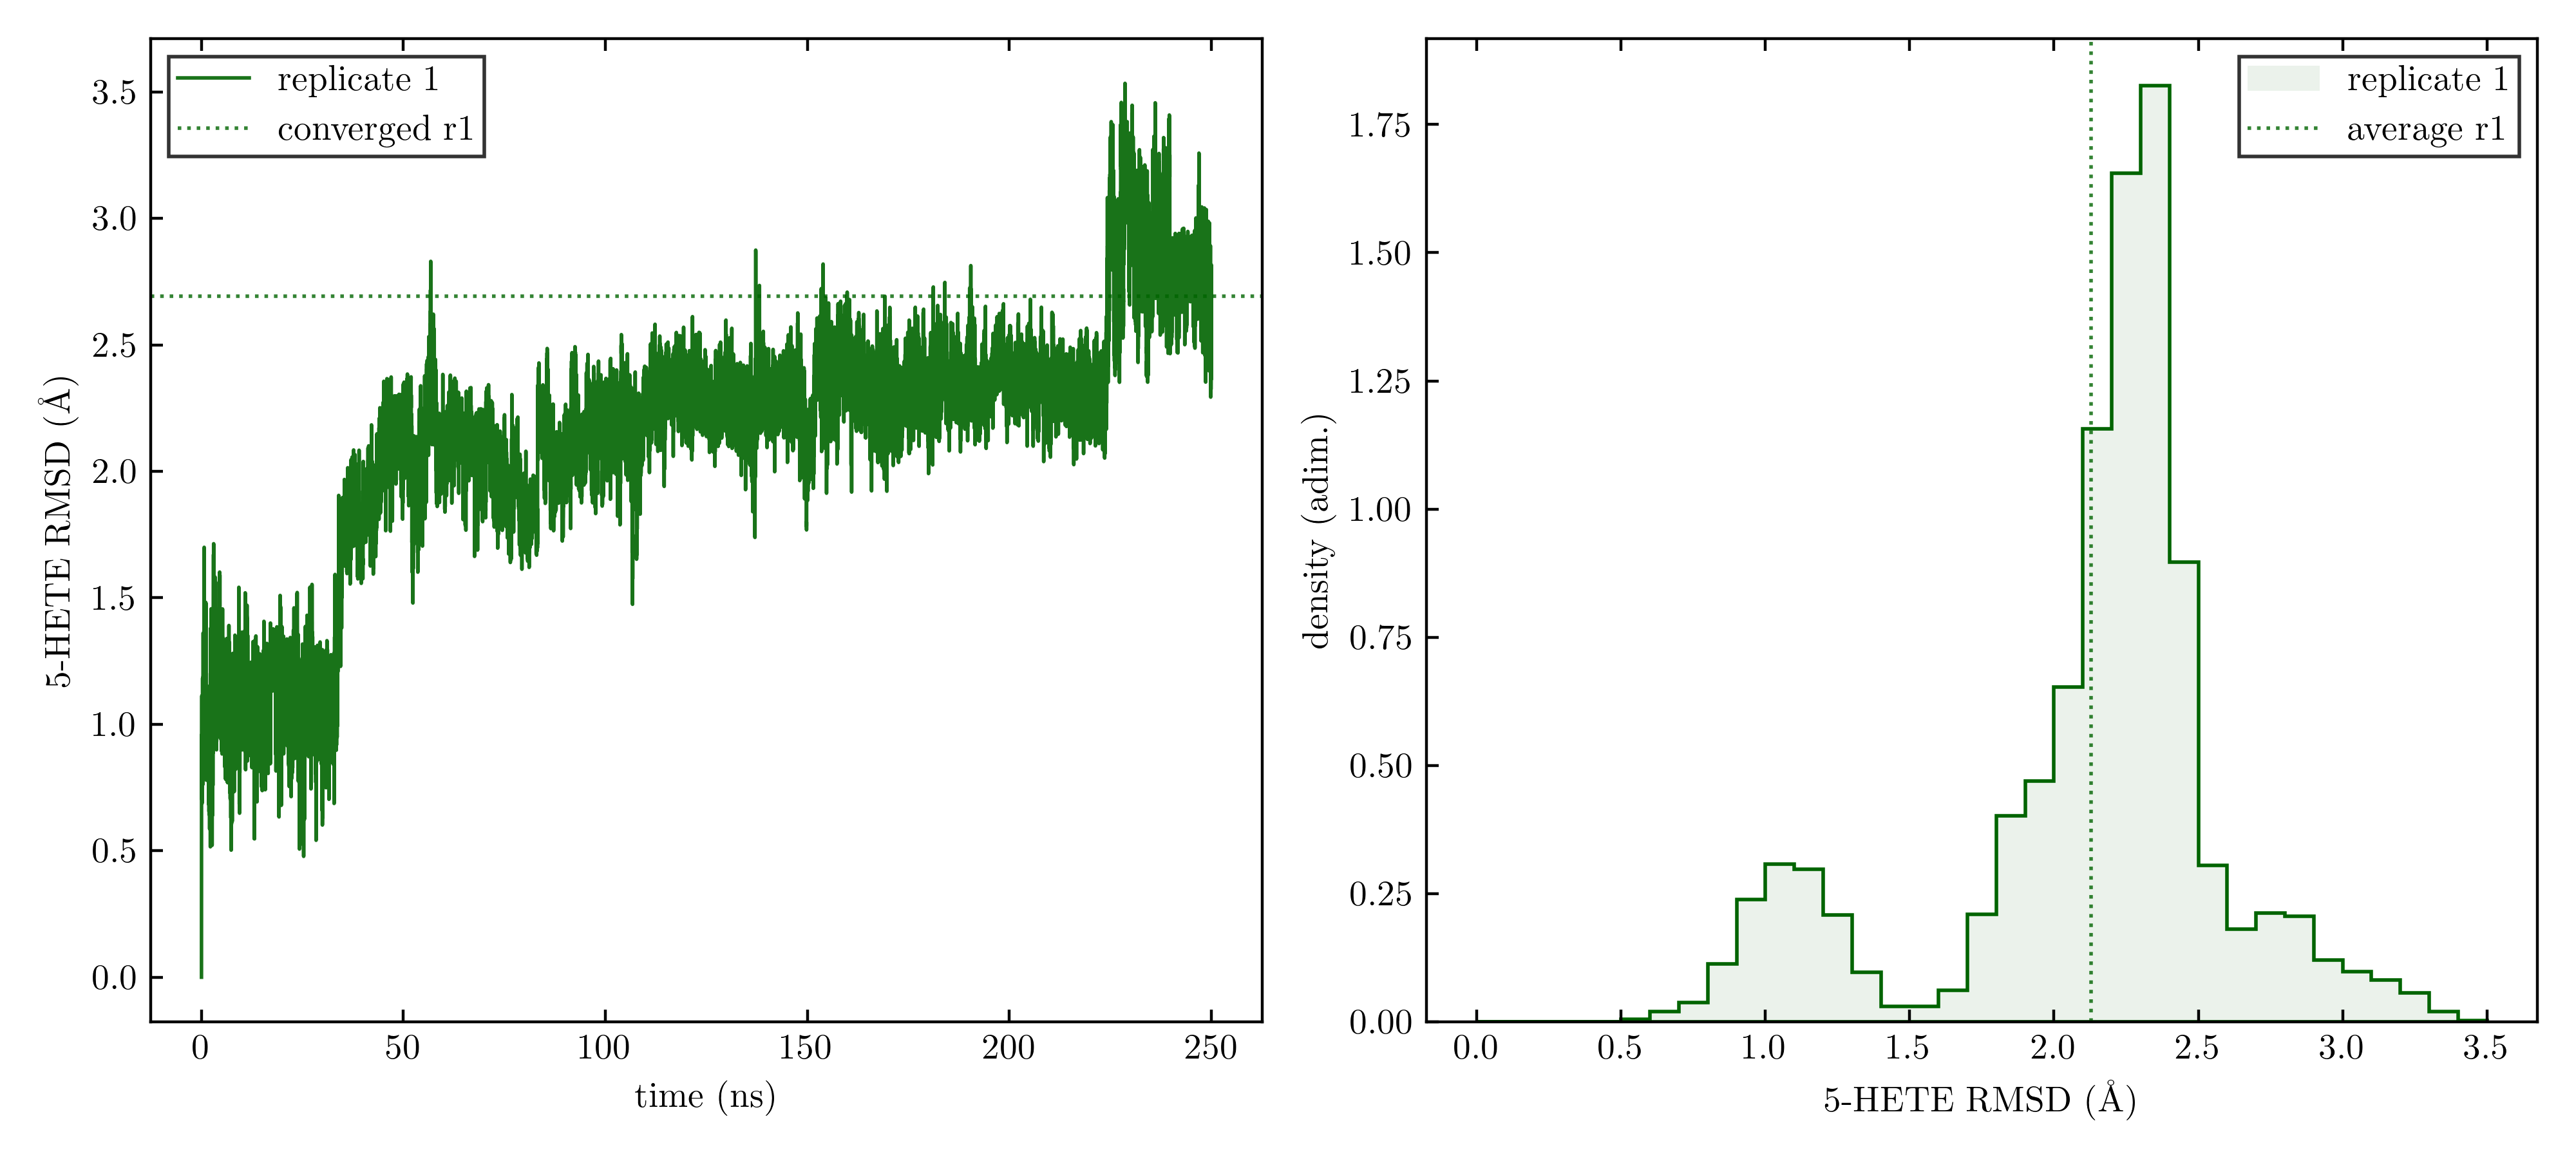 replicate 1
converged r1
3.5
3.0
2.5
2.0
1.5
1.0
0.5
0.0
5-HETE RMSD (Å)
0 50 100 150 200 250
time (ns)
replicate 1
average r1
1.75
1.50
1.25
1.00
0.75
0.50
0.25
0.00
density (adim.)
0.0 0.5 1.0 1.5 2.0 2.5 3.0 3.5
5-HETE RMSD (Å)